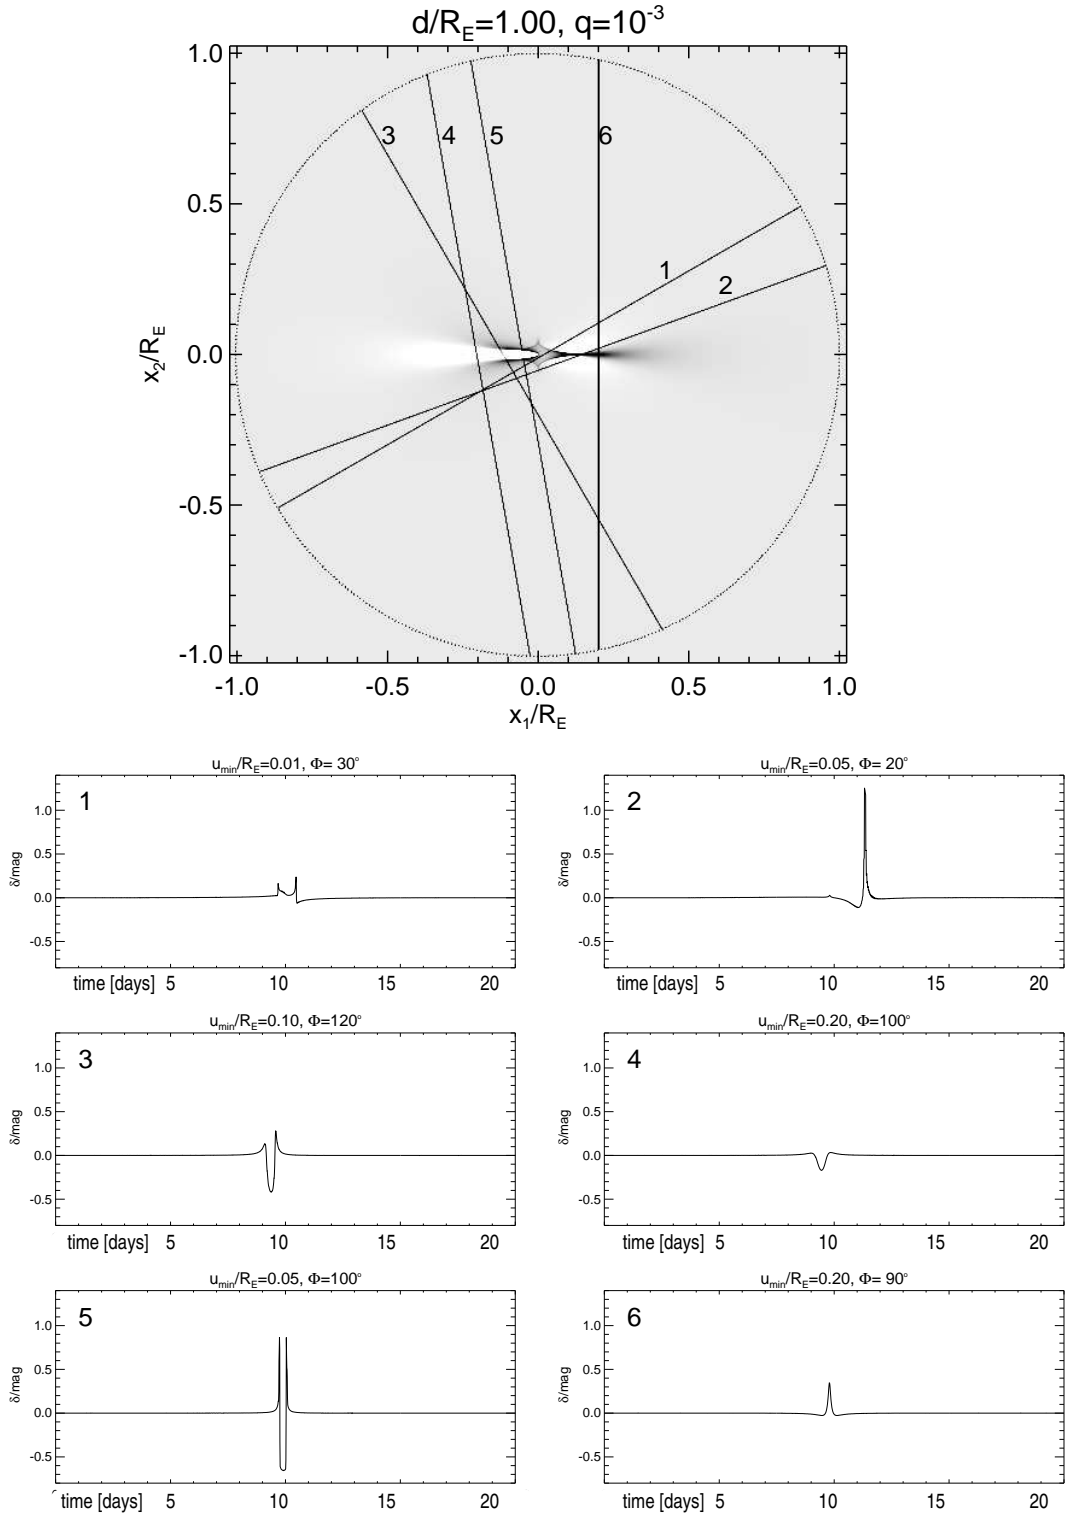 d/R_E=1.00, q=10^-3
1.0
0.5
0.0
-0.5
-1.0
x_2/R_E
3
4
5
6
1
2
-1.0 -0.5 0.0 0.5 1.0
x_1/R_E
u_min/R_E=0.01, Φ= 30°
1
1.0
0.5
0.0
-0.5
δ/mag
time [days] 5 10 15 20
u_min/R_E=0.05, Φ= 20°
2
1.0
0.5
0.0
-0.5
δ/mag
time [days] 5 10 15 20
u_min/R_E=0.10, Φ=120°
3
1.0
0.5
0.0
-0.5
δ/mag
time [days] 5 10 15 20
u_min/R_E=0.20, Φ=100°
4
1.0
0.5
0.0
-0.5
δ/mag
time [days] 5 10 15 20
u_min/R_E=0.05, Φ=100°
5
1.0
0.5
0.0
-0.5
δ/mag
time [days] 5 10 15 20
u_min/R_E=0.20, Φ= 90°
6
1.0
0.5
0.0
-0.5
δ/mag
time [days] 5 10 15 20